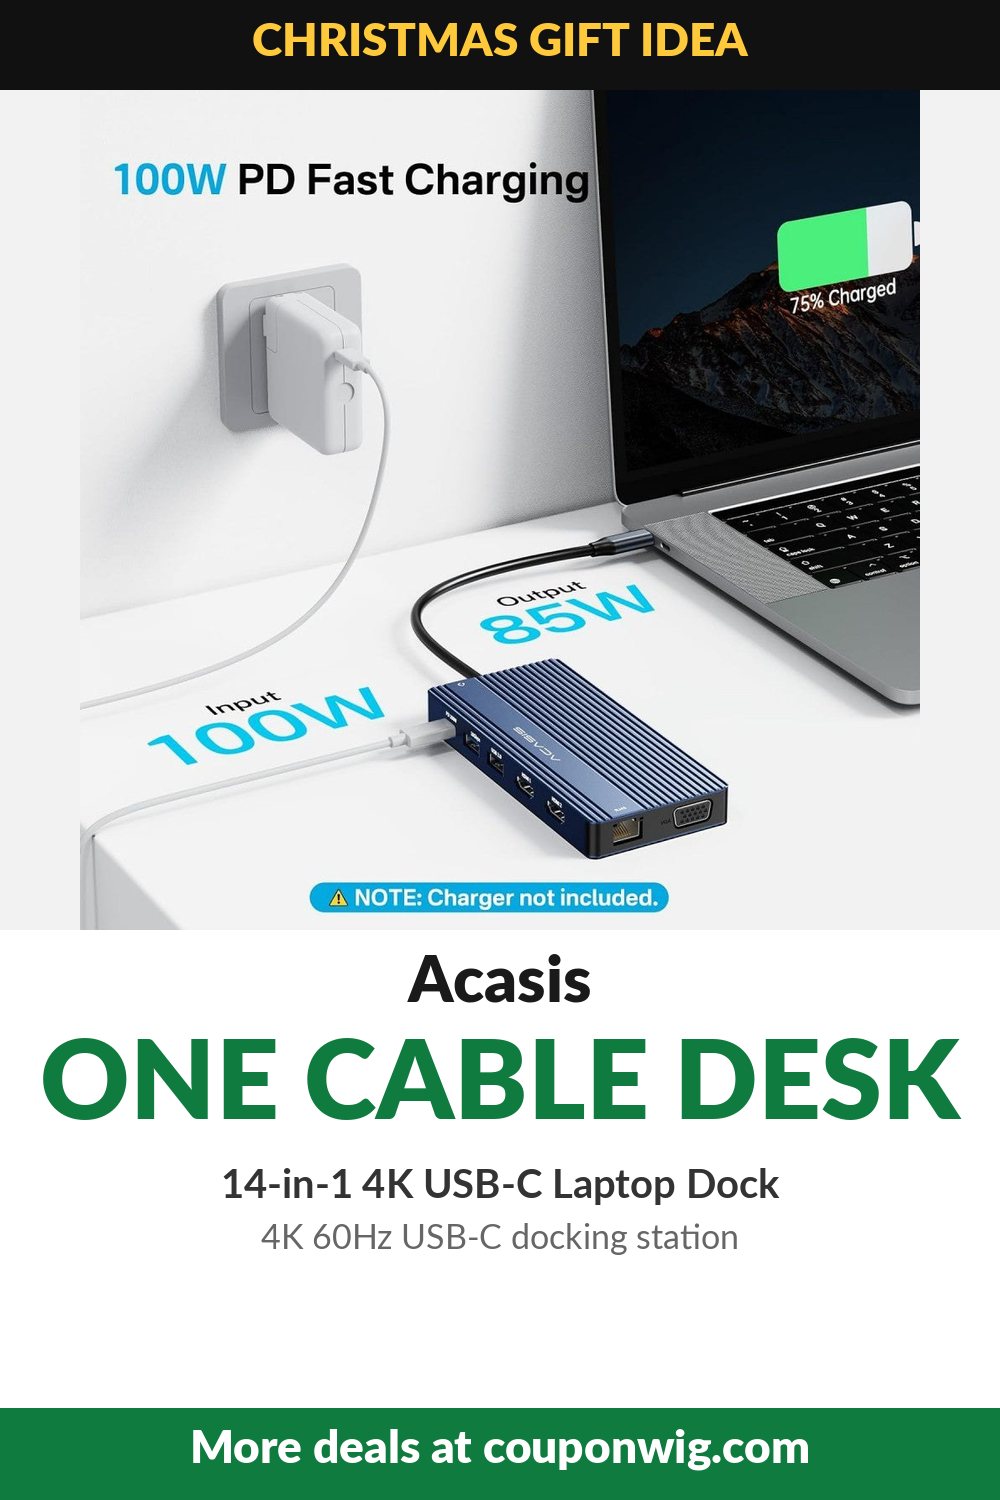 CHRISTMAS GIFT IDEA
100W PD Fast Charging
75% Charged
Output
85W
Input
100W
ACASIS
VGA
NOTE: Charger not included.
Acasis
ONE CABLE DESK
14-in-1 4K USB-C Laptop Dock
4K 60Hz USB-C docking station
More deals at couponwig.com